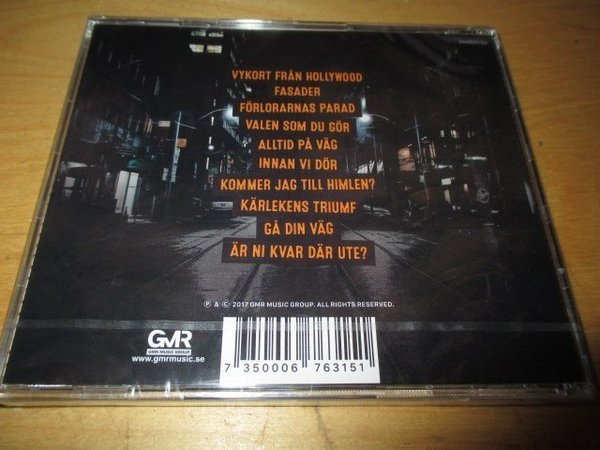 VYKORT FRÅN HOLLYWOOD
FASADER
FÖRLORARNAS PARAD
VALEN SOM DU GÖR
ALLTID PÅ VÄG
INNAN VI DÖR
KOMMER JAG TILL HIMLEN?
KÄRLEKENS TRIUMF
GÅ DIN VÄG
ÄR NI KVAR DÄR UTE?
Ⓟ & © 2017 GMR MUSIC GROUP. ALL RIGHTS RESERVED.
GMR
GMR MUSIC GROUP
www.gmrmusic.se
7 350006 763151